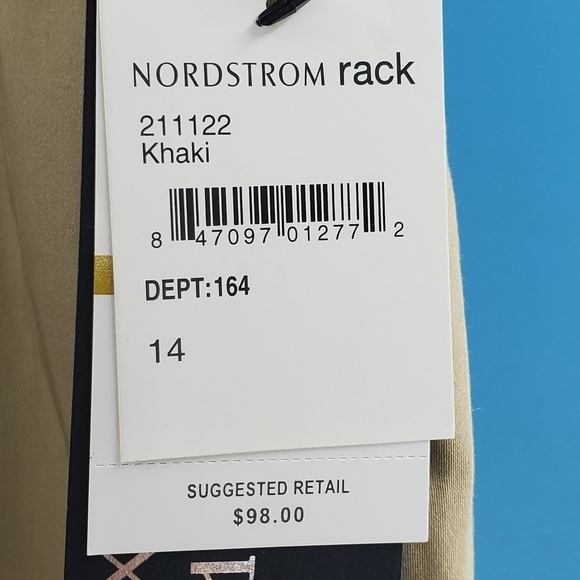 NORDSTROM rack
211122
Khaki
8 47097 01277 2
DEPT:164
14
SUGGESTED RETAIL
$98.00